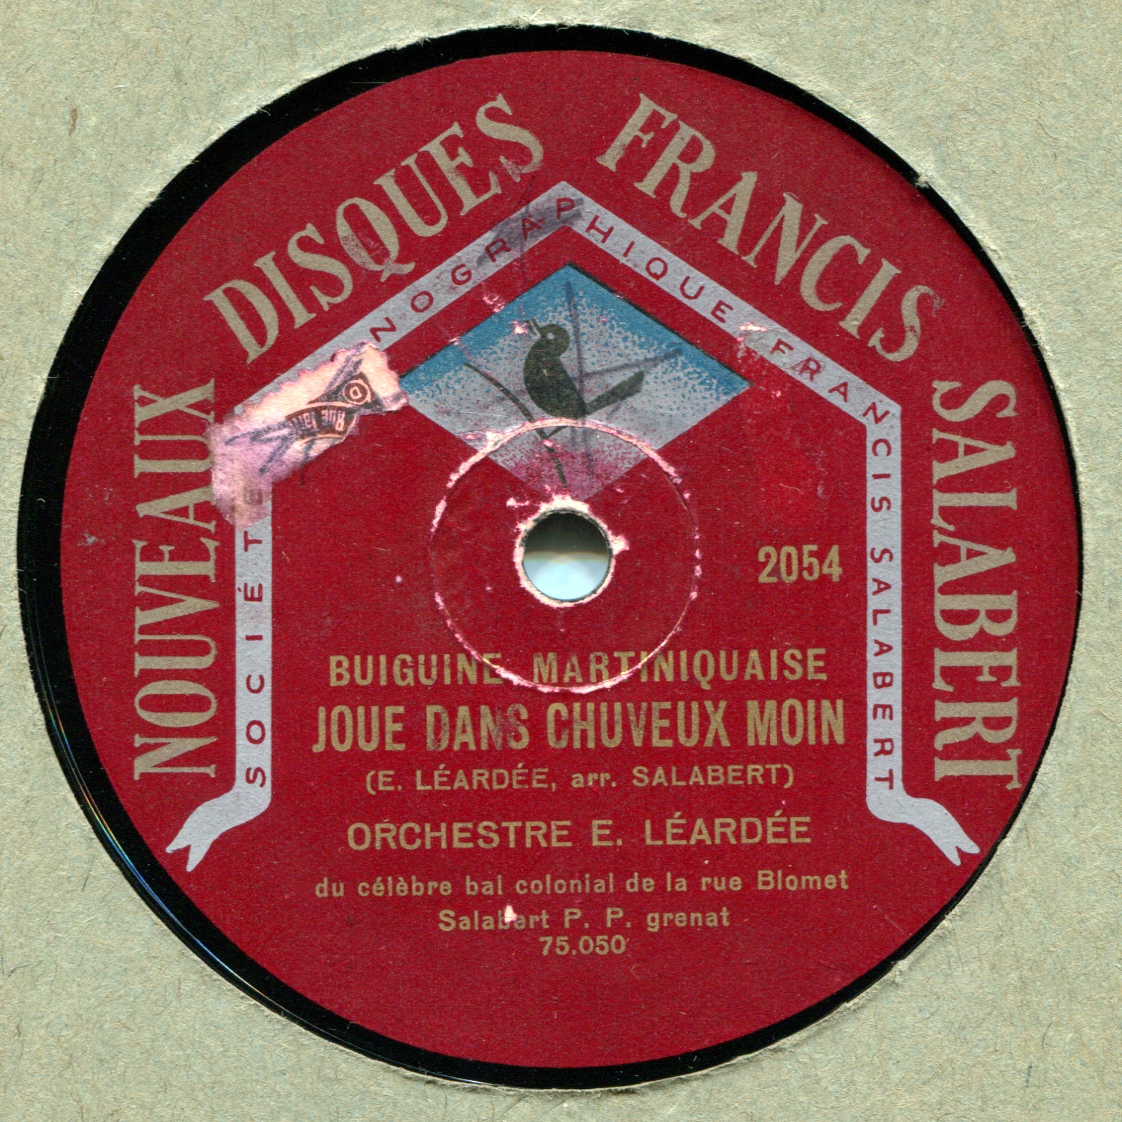 NOUVEAUX DISQUES FRANCIS SALABERT
SOCIÉTÉ NOGRAPHIQUE FRANCIS SALABERT
2054
BUIGUINE MARTINIQUAISE
JOUE DANS CHUVEUX MOIN
(E. LÉARDÉE, arr. SALABERT)
ORCHESTRE E. LÉARDÉE
du célèbre bal colonial de la rue Blomet
Salabert P. P. grenat
75.050